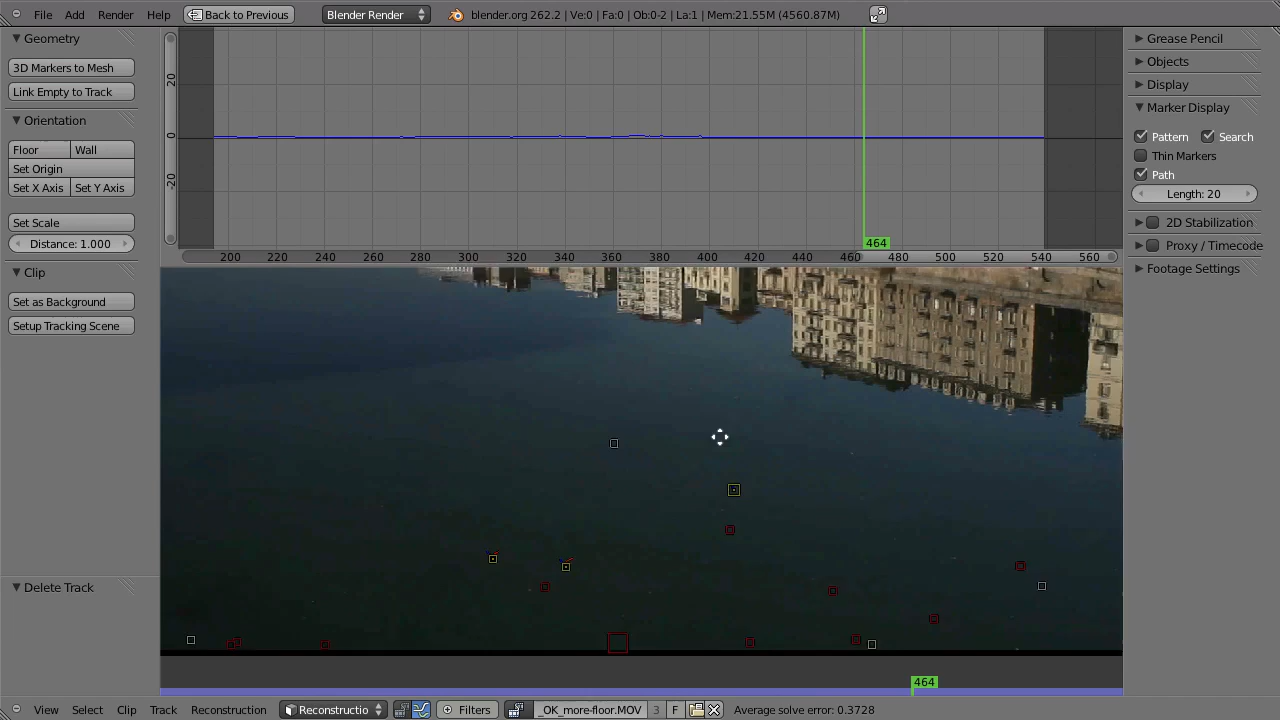 File Add Render Help Back to Previous Blender Render blender.org 262.2 | Ve:0 | Fa:0 | Ob:0-2 | La:1 | Mem:21.55M (4560.87M)
Geometry
3D Markers to Mesh
Link Empty to Track
Orientation
Floor Wall
Set Origin
Set X Axis Set Y Axis
Set Scale
Distance: 1.000
Clip
Set as Background
Setup Tracking Scene
Delete Track
20
0
-20
464
200 220 240 260 280 300 320 340 360 380 400 420 440 460 480 500 520 540 560
Grease Pencil
Objects
Display
Marker Display
Pattern Search
Thin Markers
Path
Length: 20
2D Stabilization
Proxy / Timecode
Footage Settings
464
View Select Clip Track Reconstruction Reconstructio Filters _OK_more-floor.MOV 3 F Average solve error: 0.3728